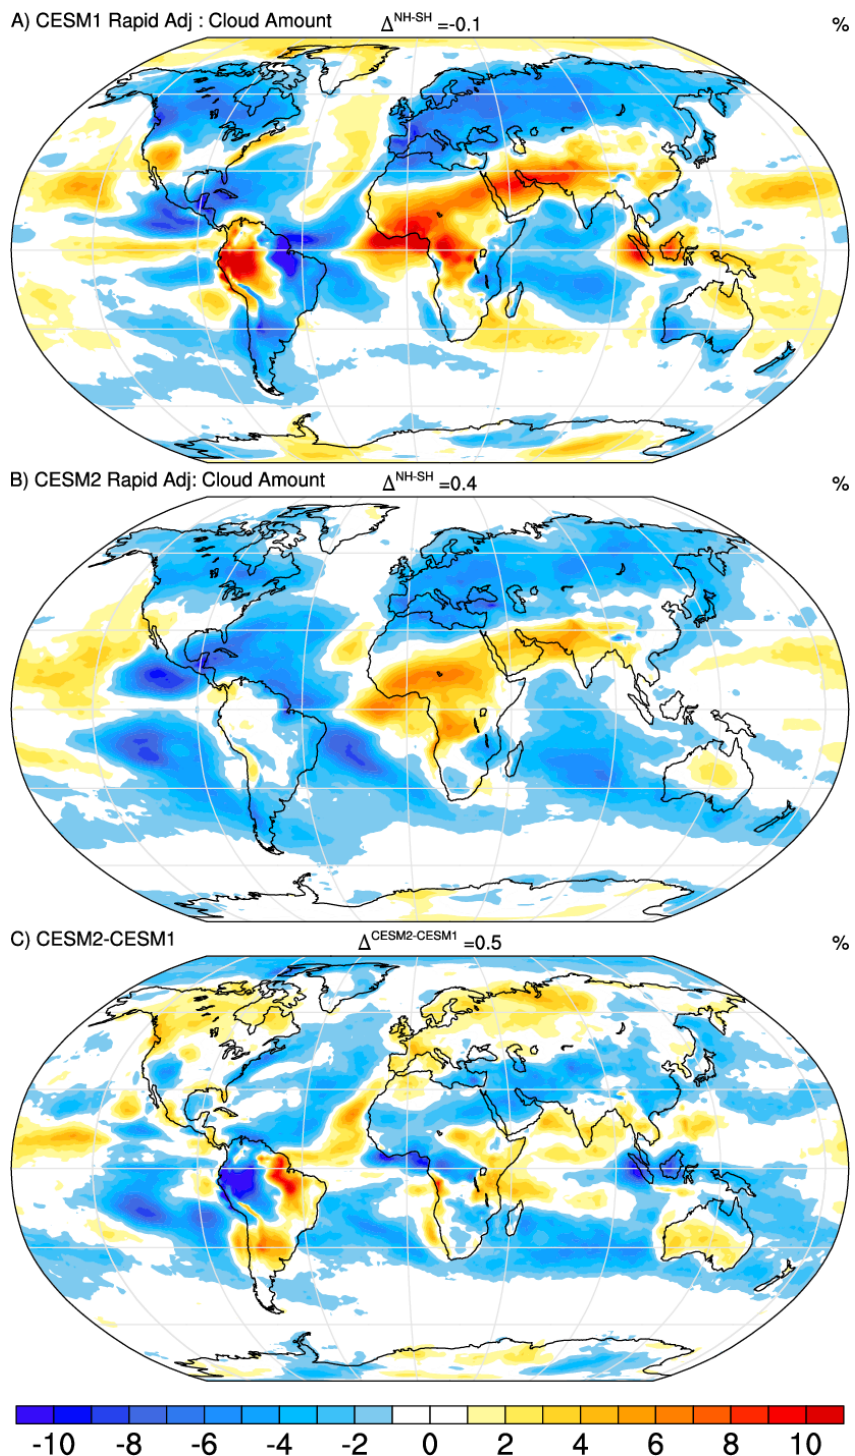 A) CESM1 Rapid Adj : Cloud Amount Δ^NH-SH =-0.1 %
B) CESM2 Rapid Adj: Cloud Amount Δ^NH-SH =0.4 %
C) CESM2-CESM1 Δ^CESM2-CESM1 =0.5 %
-10 -8 -6 -4 -2 0 2 4 6 8 10